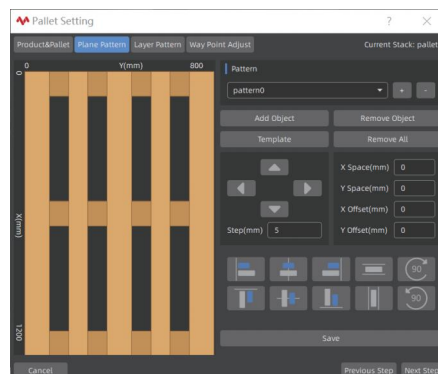 Pallet Setting
?
Product&Pallet Plane Pattern Layer Pattern Way Point Adjust Current Stack: pallet
0 Y(mm) 800
0
X(mm)
1200
Pattern
pattern0 + -
Add Object Remove Object
Template Remove All
X Space(mm) 0
Y Space(mm) 0
X Offset(mm) 0
Step(mm) 5 Y Offset(mm) 0
90
90
Save
Cancel Previous Step Next Step